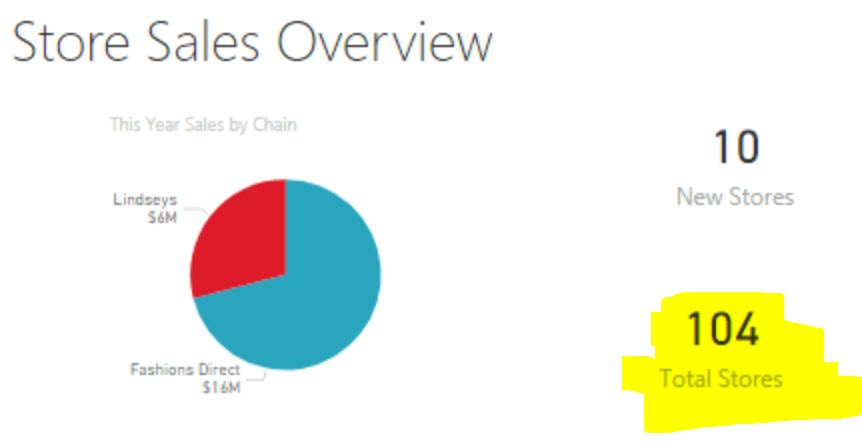 Store Sales Overview
This Year Sales by Chain
Lindseys
$6M
Fashions Direct
$16M
10
New Stores
104
Total Stores